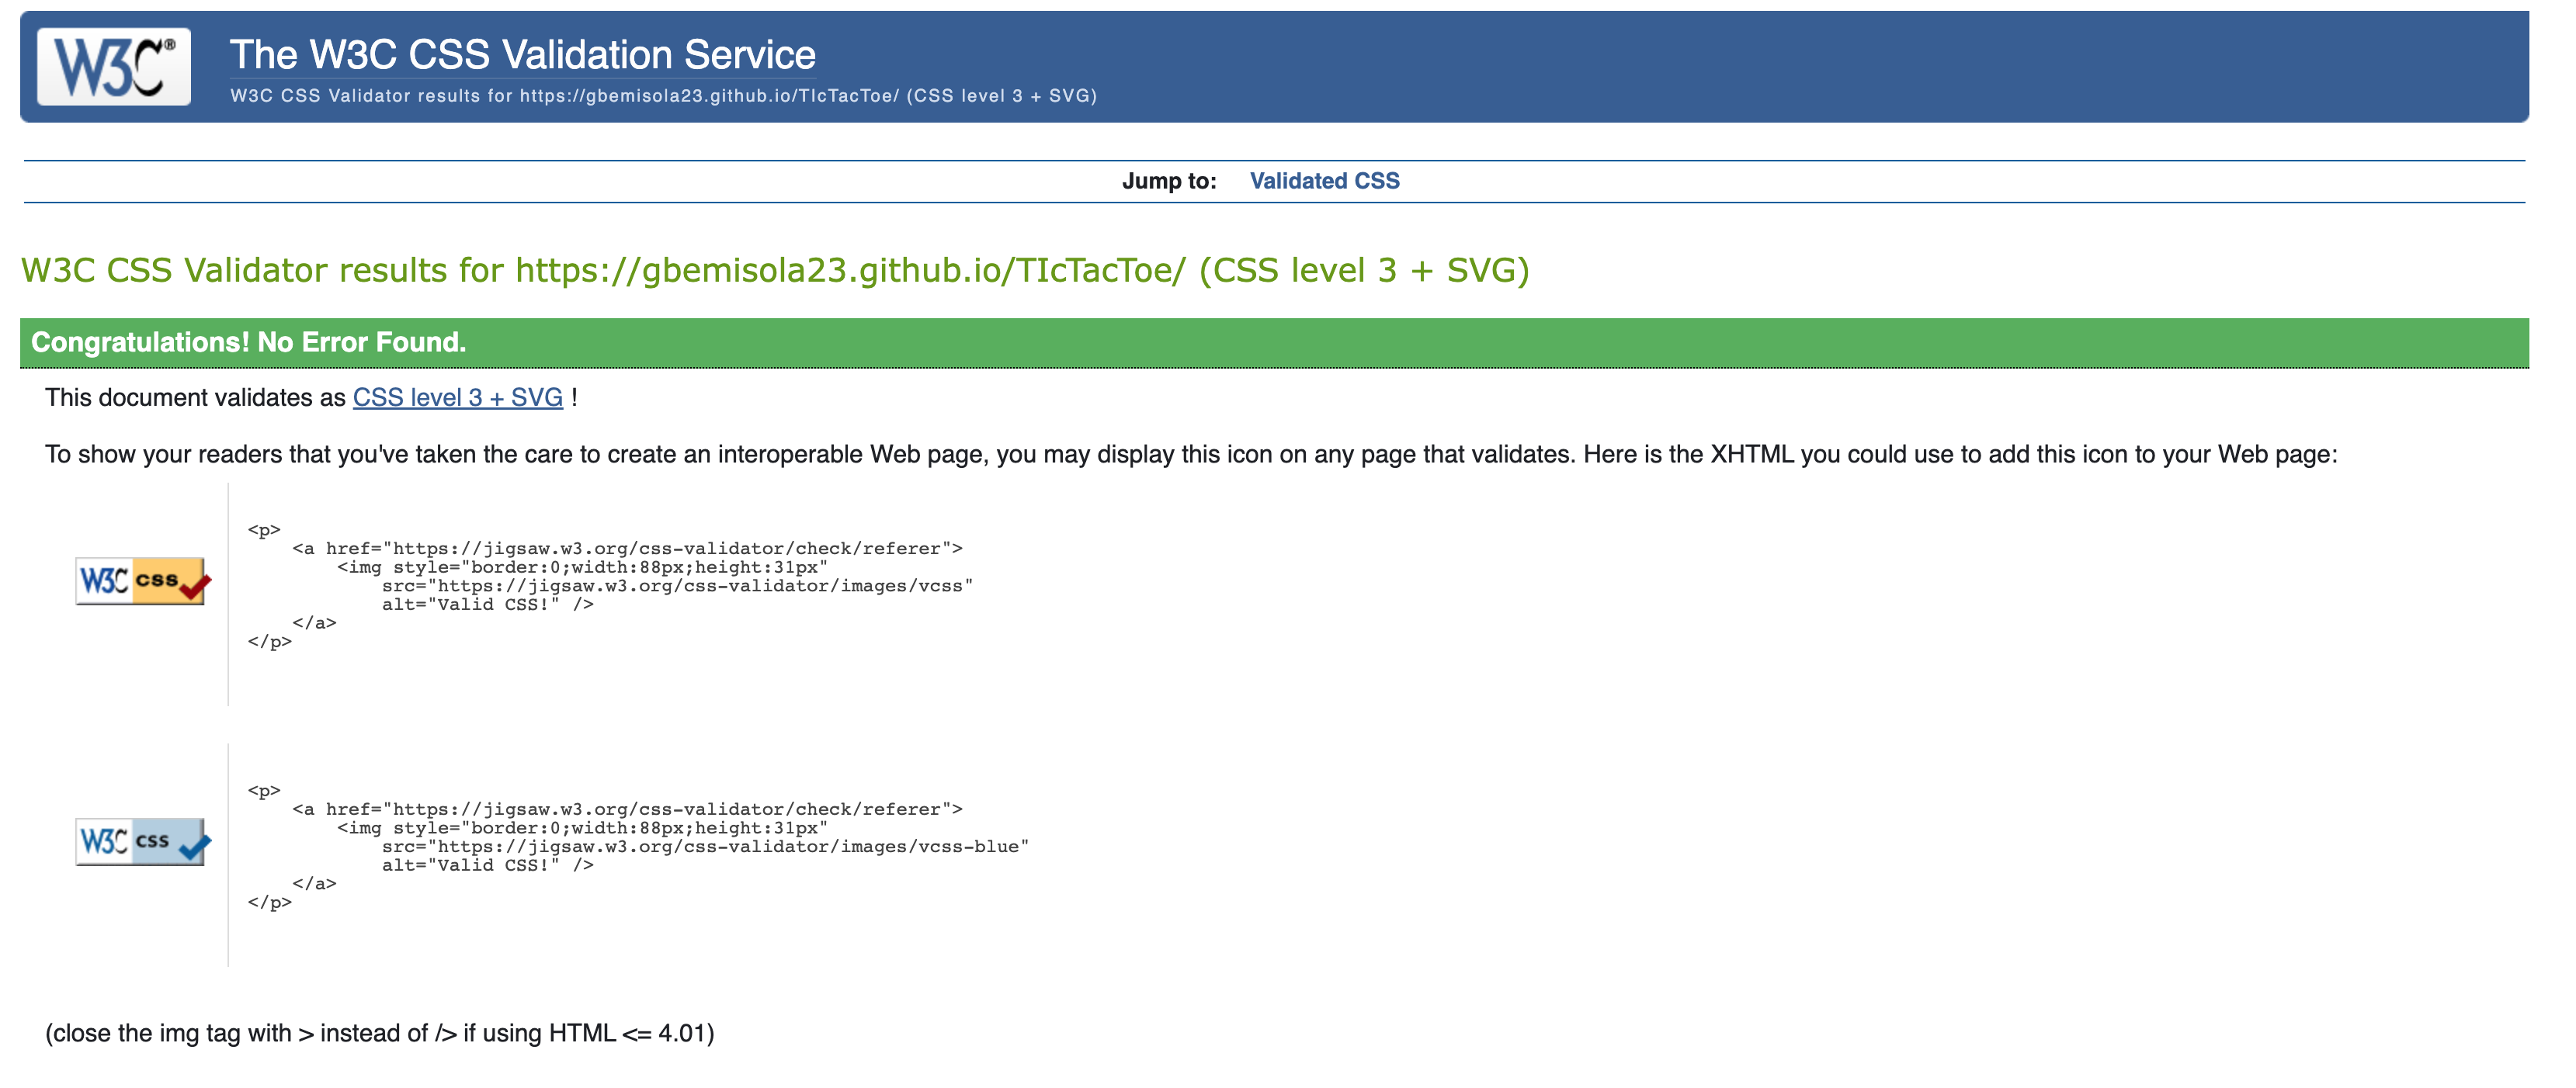 W3C®
The W3C CSS Validation Service
W3C CSS Validator results for https://gbemisola23.github.io/TIcTacToe/ (CSS level 3 + SVG)
Jump to: Validated CSS
W3C CSS Validator results for https://gbemisola23.github.io/TIcTacToe/ (CSS level 3 + SVG)
Congratulations! No Error Found.
This document validates as CSS level 3 + SVG !
To show your readers that you've taken the care to create an interoperable Web page, you may display this icon on any page that validates. Here is the XHTML you could use to add this icon to your Web page:
W3C css
<p>
<a href="https://jigsaw.w3.org/css-validator/check/referer">
<img style="border:0;width:88px;height:31px"
src="https://jigsaw.w3.org/css-validator/images/vcss"
alt="Valid CSS!" />
</a>
</p>
W3C css
<p>
<a href="https://jigsaw.w3.org/css-validator/check/referer">
<img style="border:0;width:88px;height:31px"
src="https://jigsaw.w3.org/css-validator/images/vcss-blue"
alt="Valid CSS!" />
</a>
</p>
(close the img tag with > instead of /> if using HTML <= 4.01)